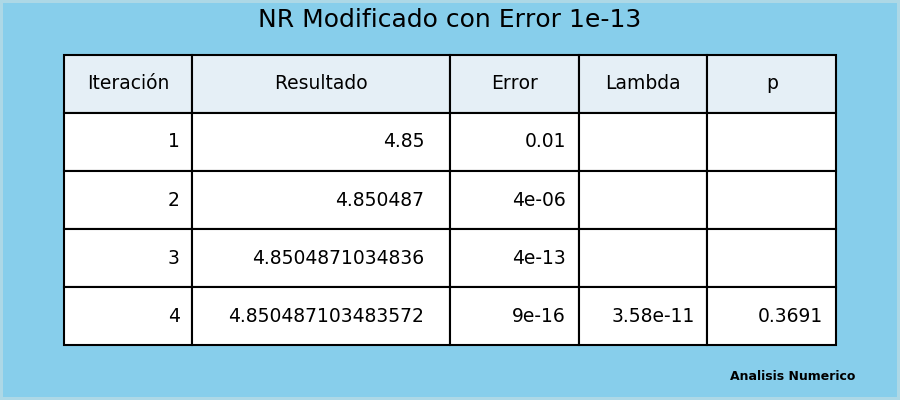 NR Modificado con Error 1e-13
Iteración Resultado Error Lambda p
1 4.85 0.01
2 4.850487 4e-06
3 4.8504871034836 4e-13
4 4.850487103483572 9e-16 3.58e-11 0.3691
Analisis Numerico